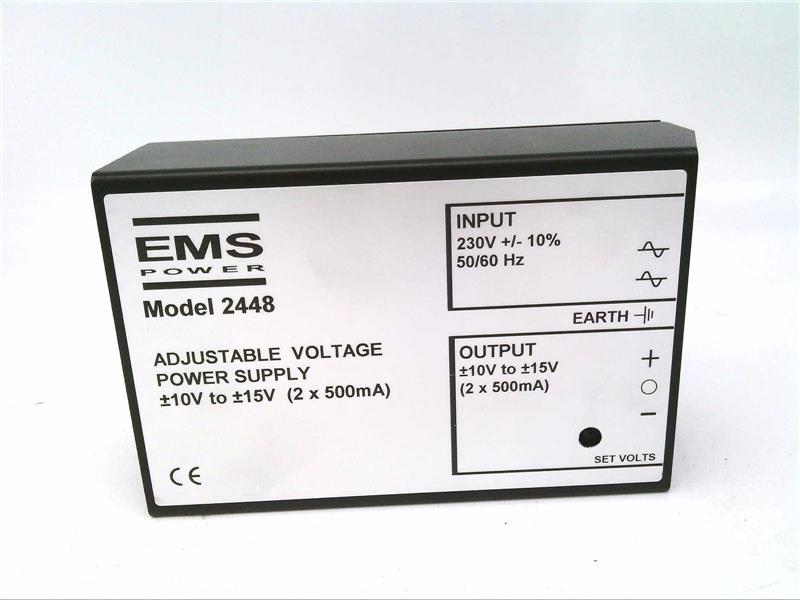 EMS
POWER
Model 2448
ADJUSTABLE VOLTAGE
POWER SUPPLY
±10V to ±15V (2 x 500mA)
CE
INPUT
230V +/- 10%
50/60 Hz
EARTH
OUTPUT
±10V to ±15V
(2 x 500mA)
+
−
SET VOLTS